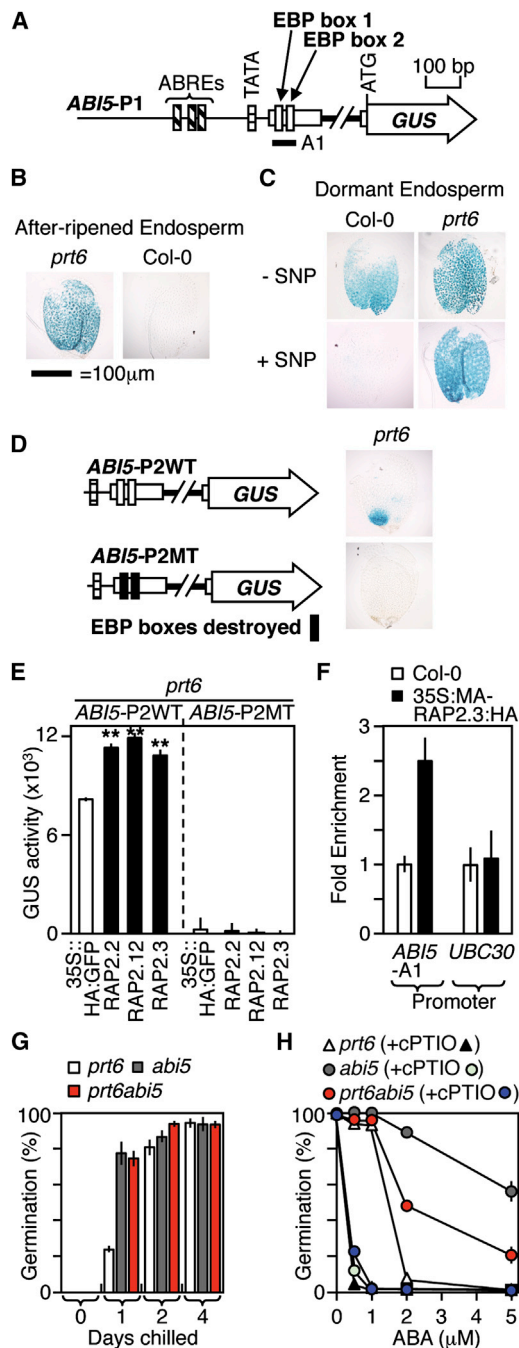 A
EBP box 1
EBP box 2
ABREs
TATA
ATG
100 bp
ABI5-P1
GUS
A1
B
After-ripened Endosperm
prt6 Col-0
=100μm
C
Dormant Endosperm
Col-0 prt6
- SNP
+ SNP
D
ABI5-P2WT
GUS
ABI5-P2MT
GUS
EBP boxes destroyed
prt6
E
prt6
ABI5-P2WT ABI5-P2MT
GUS activity (x10³)
12
6
0
** ** **
35S::
HA:GFP
RAP2.2
RAP2.12
RAP2.3
35S::
HA:GFP
RAP2.2
RAP2.12
RAP2.3
F
Col-0
35S:MA-
RAP2.3:HA
Fold Enrichment
3
2
1
0
ABI5
-A1
UBC30
Promoter
G
prt6 abi5
prt6abi5
Germination (%)
100
0
0 1 2 4
Days chilled
H
prt6 (+cPTIO )
abi5 (+cPTIO )
prt6abi5 (+cPTIO )
Germination (%)
100
0
0 1 2 3 4 5
ABA (μM)